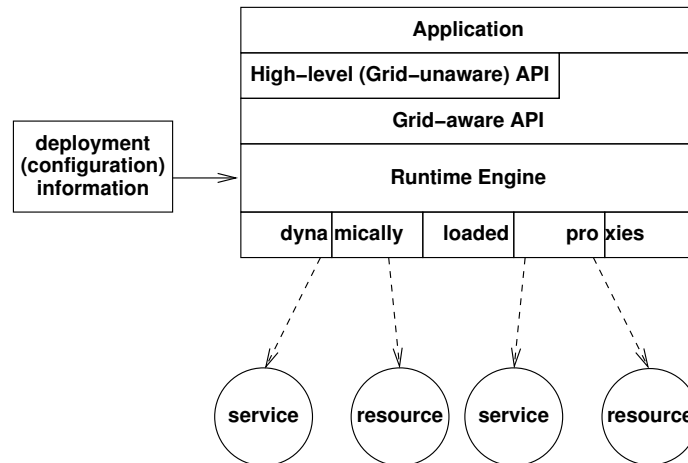 Application
High−level (Grid−unaware) API
Grid−aware API
deployment
(configuration)
information
Runtime Engine
dyna mically loaded pro xies
service
resource
service
resource